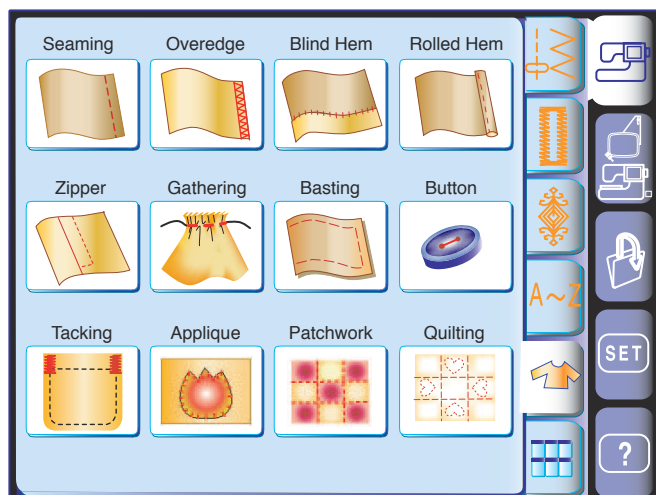 Seaming Overedge Blind Hem Rolled Hem
Zipper Gathering Basting Button
A~Z
Tacking Applique Patchwork Quilting
SET
?